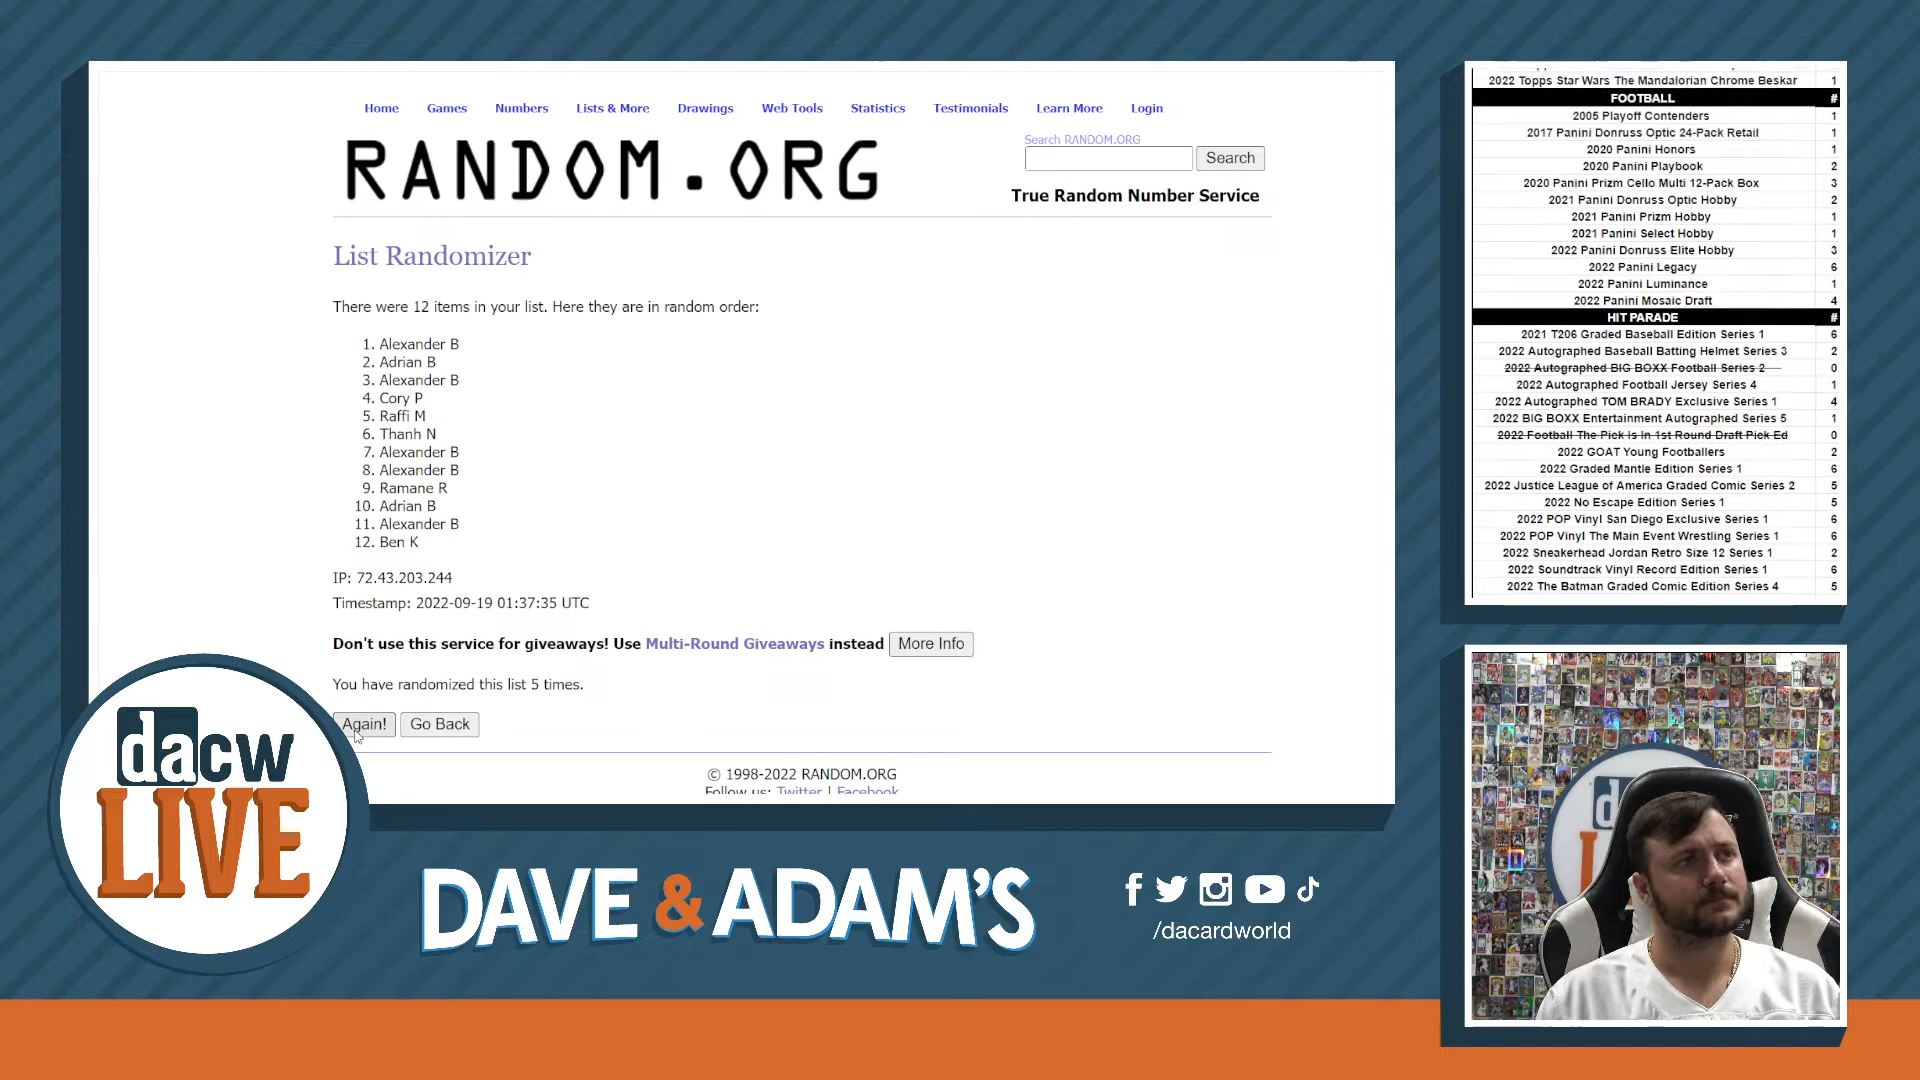 Home Games Numbers Lists & More Drawings Web Tools Statistics Testimonials Learn More Login
RANDOM.ORG
Search RANDOM.ORG
Search
True Random Number Service
List Randomizer
There were 12 items in your list. Here they are in random order:
1. Alexander B
2. Adrian B
3. Alexander B
4. Cory P
5. Raffi M
6. Thanh N
7. Alexander B
8. Alexander B
9. Ramane R
10. Adrian B
11. Alexander B
12. Ben K
IP: 72.43.203.244
Timestamp: 2022-09-19 01:37:35 UTC
Don't use this service for giveaways! Use Multi-Round Giveaways instead More Info
You have randomized this list 5 times.
Again! Go Back
© 1998-2022 RANDOM.ORG
Follow us: Twitter | Facebook
2022 Topps Star Wars The Mandalorian Chrome Beskar 1
FOOTBALL #
2005 Playoff Contenders 1
2017 Panini Donruss Optic 24-Pack Retail 1
2020 Panini Honors 1
2020 Panini Playbook 2
2020 Panini Prizm Cello Multi 12-Pack Box 3
2021 Panini Donruss Optic Hobby 2
2021 Panini Prizm Hobby 1
2021 Panini Select Hobby 1
2022 Panini Donruss Elite Hobby 3
2022 Panini Legacy 6
2022 Panini Luminance 1
2022 Panini Mosaic Draft 4
HIT PARADE #
2021 T206 Graded Baseball Edition Series 1 6
2022 Autographed Baseball Batting Helmet Series 3 2
2022 Autographed BIG BOXX Football Series 2 0
2022 Autographed Football Jersey Series 4 1
2022 Autographed TOM BRADY Exclusive Series 1 4
2022 BIG BOXX Entertainment Autographed Series 5 1
2022 Football The Pick Is In 1st Round Draft Pick Ed 0
2022 GOAT Young Footballers 2
2022 Graded Mantle Edition Series 1 6
2022 Justice League of America Graded Comic Series 2 5
2022 No Escape Edition Series 1 5
2022 POP Vinyl San Diego Exclusive Series 1 6
2022 POP Vinyl The Main Event Wrestling Series 1 6
2022 Sneakerhead Jordan Retro Size 12 Series 1 2
2022 Soundtrack Vinyl Record Edition Series 1 6
2022 The Batman Graded Comic Edition Series 4 5
dacw
LIVE
DAVE & ADAM'S
/dacardworld